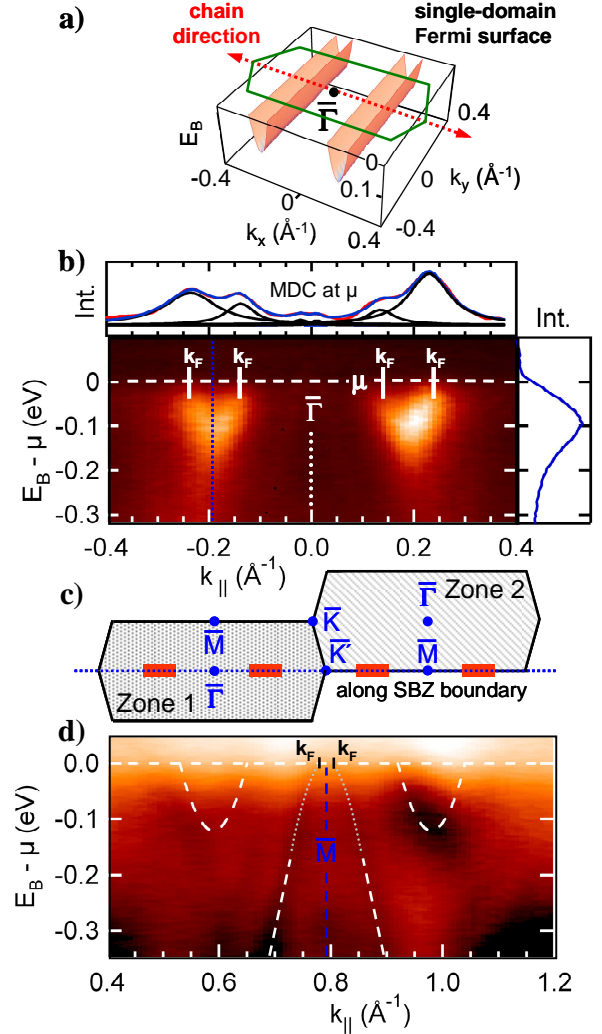 a)
chain
direction
single-domain
Fermi surface
Γ̅
E_B
-0.4
0
0.4
k_x (Å⁻¹)
0
0.1
0.4
0
-0.4
k_y (Å⁻¹)
b)
Int.
MDC at μ
Int.
k_F k_F k_F k_F
μ
Γ̅
E_B - μ (eV)
0
-0.1
-0.2
-0.3
-0.4 -0.2 0.0 0.2 0.4
k_|| (Å⁻¹)
c)
Zone 2
Γ̅
M̅
K̅
K̅′
M̅
Zone 1
Γ̅
along SBZ boundary
d)
k_F k_F
M̅
E_B - μ (eV)
0.0
-0.1
-0.2
-0.3
0.4 0.6 0.8 1.0 1.2
k_|| (Å⁻¹)